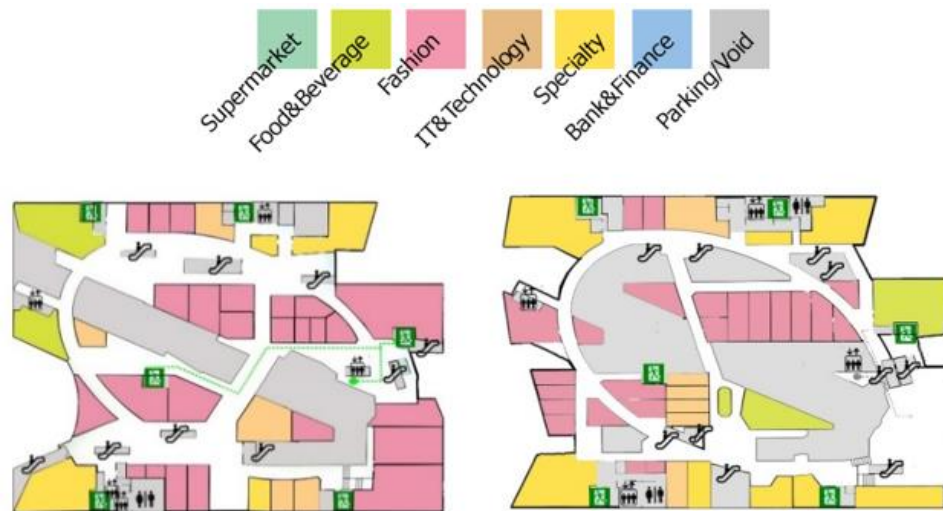 Supermarket
Food&Beverage
Fashion
IT&Technology
Specialty
Bank&Finance
Parking/Void